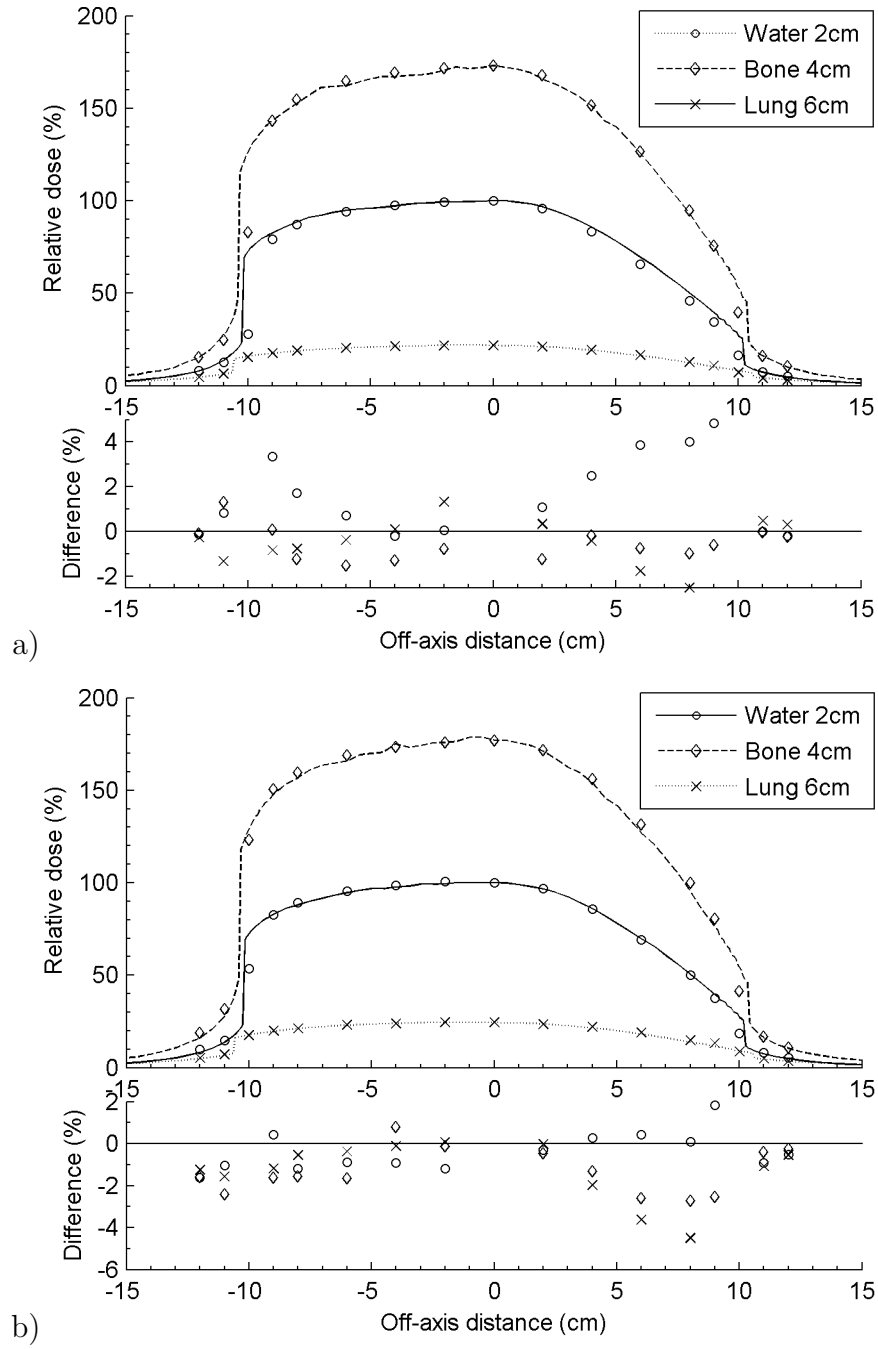 200
150
100
50
0
Relative dose (%)
Water 2cm
Bone 4cm
Lung 6cm
-15 -10 -5 0 5 10 15
4
2
0
-2
Difference (%)
-15 -10 -5 0 5 10 15
Off-axis distance (cm)
a)
200
150
100
50
0
Relative dose (%)
Water 2cm
Bone 4cm
Lung 6cm
-15 -10 -5 0 5 10 15
2
0
-2
-4
-6
Difference (%)
-15 -10 -5 0 5 10 15
Off-axis distance (cm)
b)